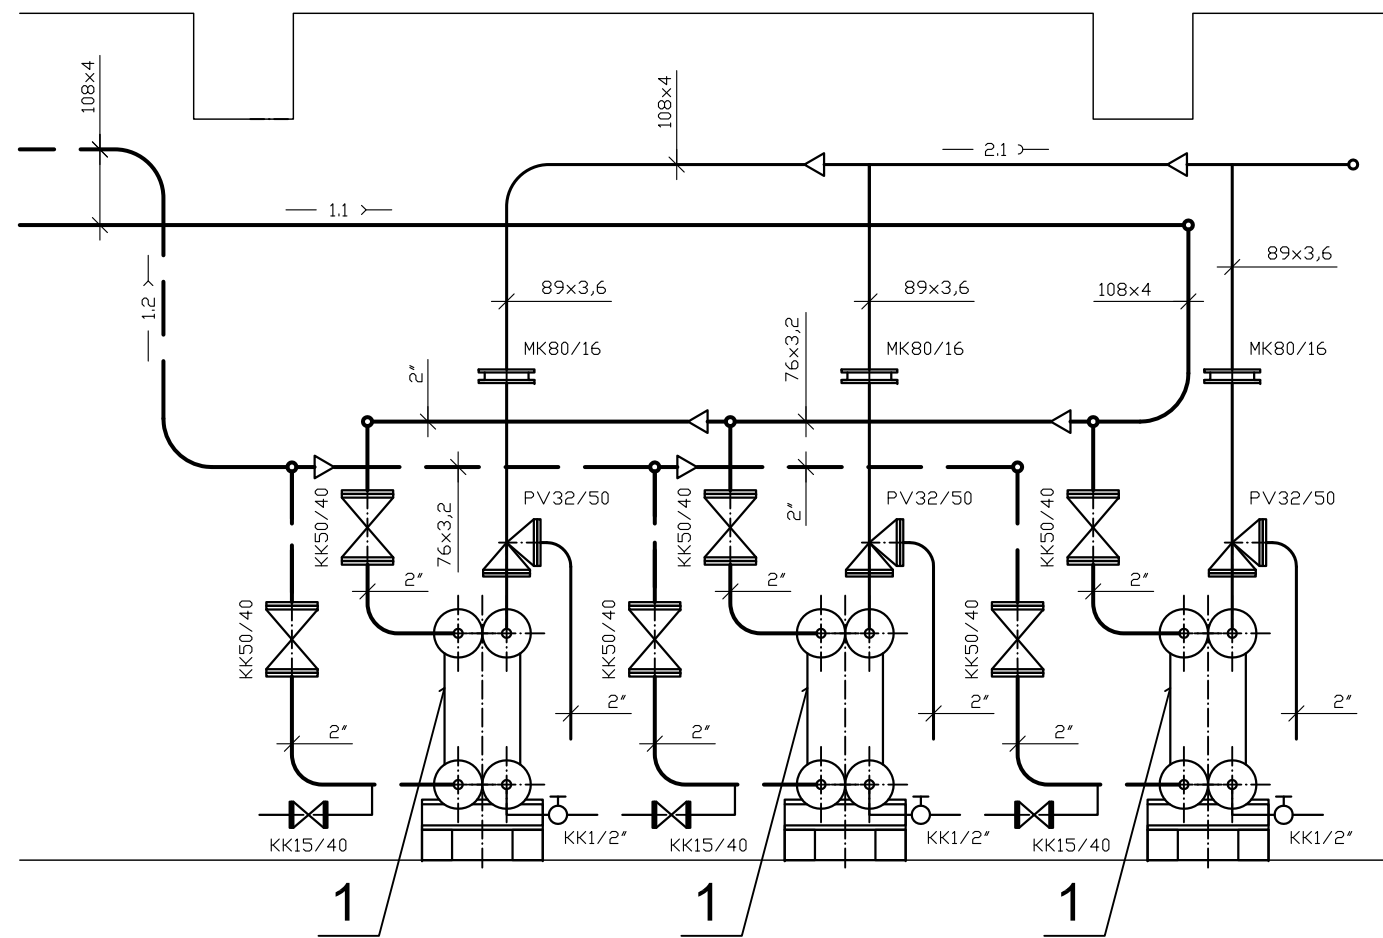 108x4
108x4
2.1
1.1
1.2
89x3,6
89x3,6
89x3,6
108x4
MK80/16
76x3,2
MK80/16
MK80/16
2"
KK50/40
76x3,2
PV32/50
KK50/40
2"
PV32/50
KK50/40
PV32/50
2"
2"
2"
KK50/40
KK50/40
KK50/40
2"
2"
2"
2"
2"
2"
KK15/40
KK1/2"
KK15/40
KK1/2"
KK15/40
KK1/2"
1
1
1